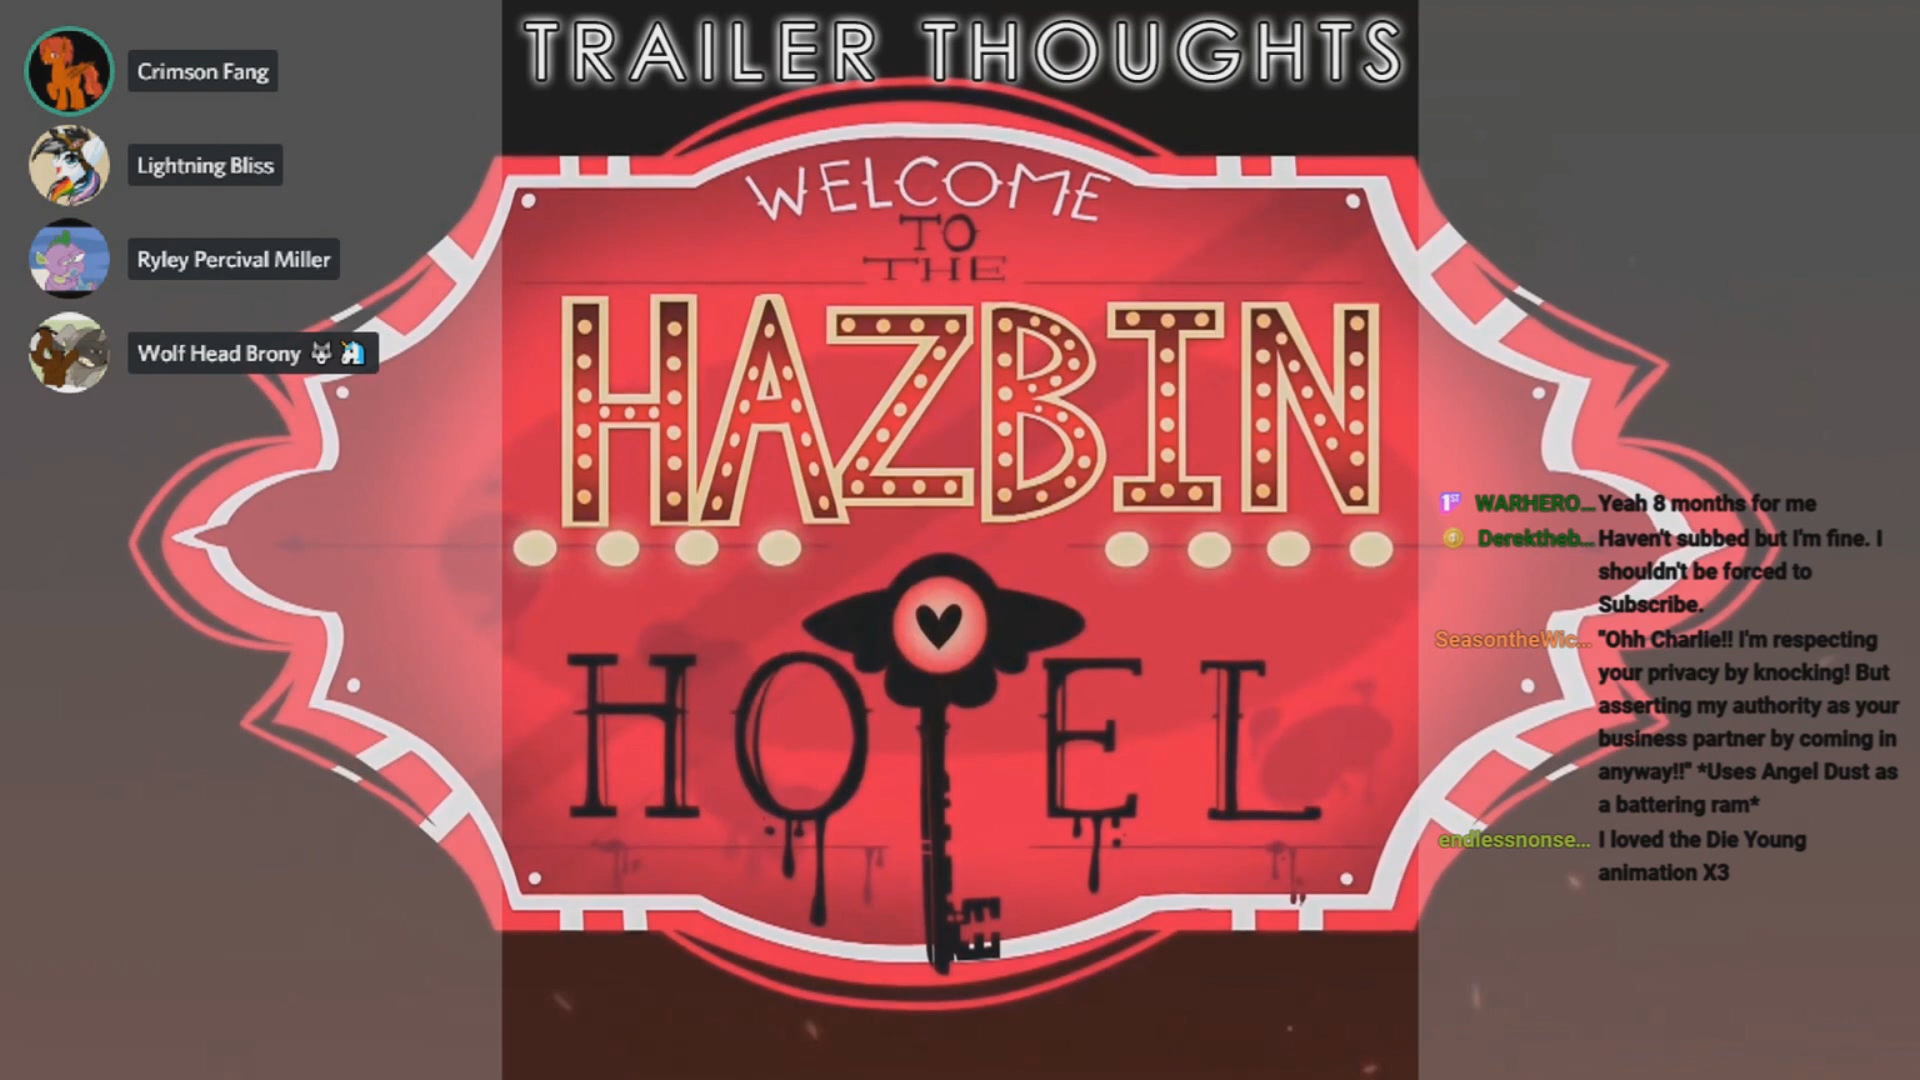 TRAILER THOUGHTS
Crimson Fang
Lightning Bliss
Ryley Percival Miller
Wolf Head Brony 🐺 🦄
WELCOME
TO
THE
HAZBIN
HOTEL
1ST WARHERO... Yeah 8 months for me
Derektheb... Haven't subbed but I'm fine. I
shouldn't be forced to
Subscribe.
SeasontheWic... "Ohh Charlie!! I'm respecting
your privacy by knocking! But
asserting my authority as your
business partner by coming in
anyway!!" *Uses Angel Dust as
a battering ram*
endlessnonse... I loved the Die Young
animation X3